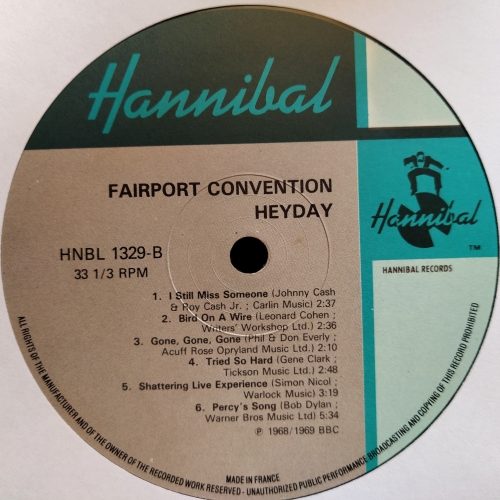 Hannibal
FAIRPORT CONVENTION
HEYDAY
Hannibal
TM
HNBL 1329-B
33 1/3 RPM
HANNIBAL RECORDS
1. I Still Miss Someone (Johnny Cash
& Roy Cash Jr. ; Carlin Music) 2:37
2. Bird On A Wire (Leonard Cohen ;
Writers' Workshop Ltd.) 2:36
3. Gone, Gone, Gone (Phil & Don Everly ;
Acuff Rose Opryland Music Ltd.) 2:10
4. Tried So Hard (Gene Clark ;
Tickson Music Ltd.) 2:48
5. Shattering Live Experience (Simon Nicol ;
Warlock Music) 3:19
6. Percy's Song (Bob Dylan ;
Warner Bros Music Ltd) 5:34
℗ 1968/1969 BBC
MADE IN FRANCE
ALL RIGHTS OF THE MANUFACTURER AND OF THE OWNER OF THE RECORDED WORK RESERVED - UNAUTHORIZED PUBLIC PERFORMANCE BROADCASTING AND COPYING OF THIS RECORD PROHIBITED